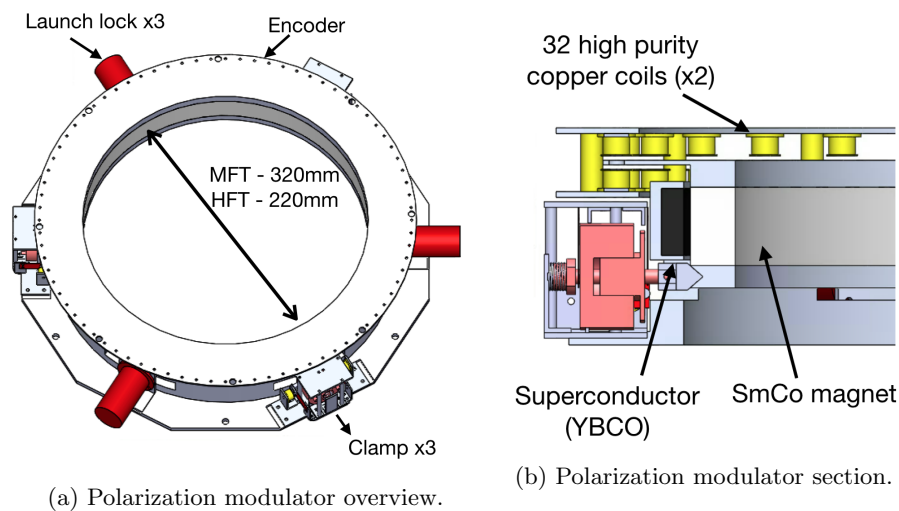 Launch lock x3
Encoder
MFT - 320mm
HFT - 220mm
Clamp x3
(a) Polarization modulator overview.
32 high purity
copper coils (x2)
Superconductor
(YBCO)
SmCo magnet
(b) Polarization modulator section.